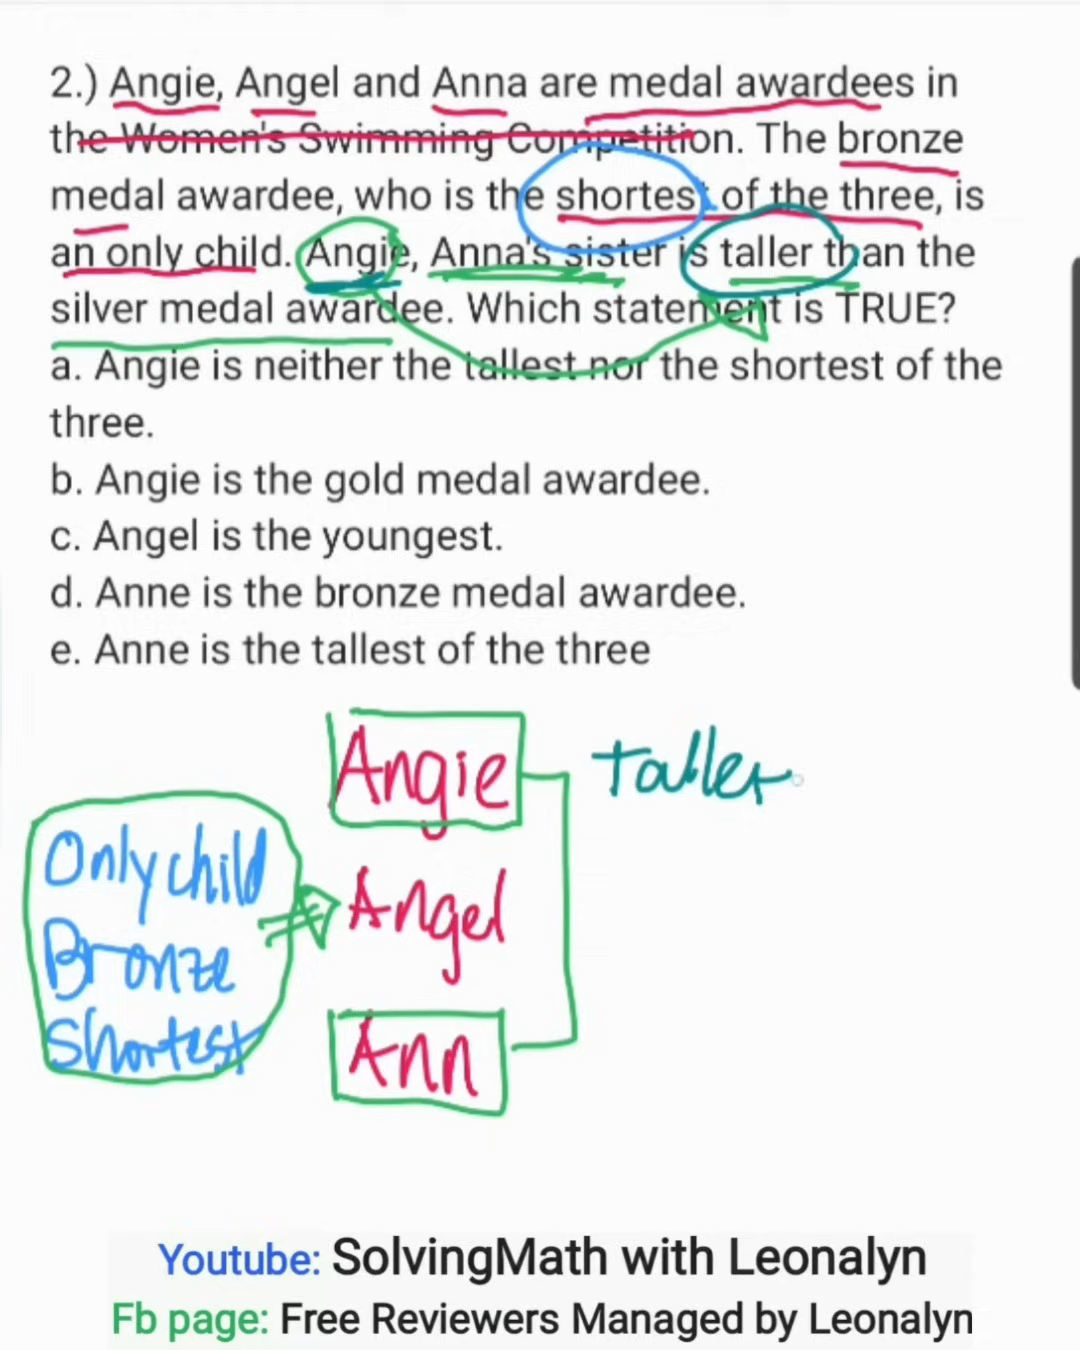 2.) Angie, Angel and Anna are medal awardees in
the Women's Swimming Competition. The bronze
medal awardee, who is the shortest of the three, is
an only child. Angie, Anna's sister is taller than the
silver medal awardee. Which statement is TRUE?
a. Angie is neither the tallest nor the shortest of the
three.
b. Angie is the gold medal awardee.
c. Angel is the youngest.
d. Anne is the bronze medal awardee.
e. Anne is the tallest of the three
Angie taller
Only child
Angel
Bronze
Shortest
Ann
Youtube: SolvingMath with Leonalyn
Fb page: Free Reviewers Managed by Leonalyn